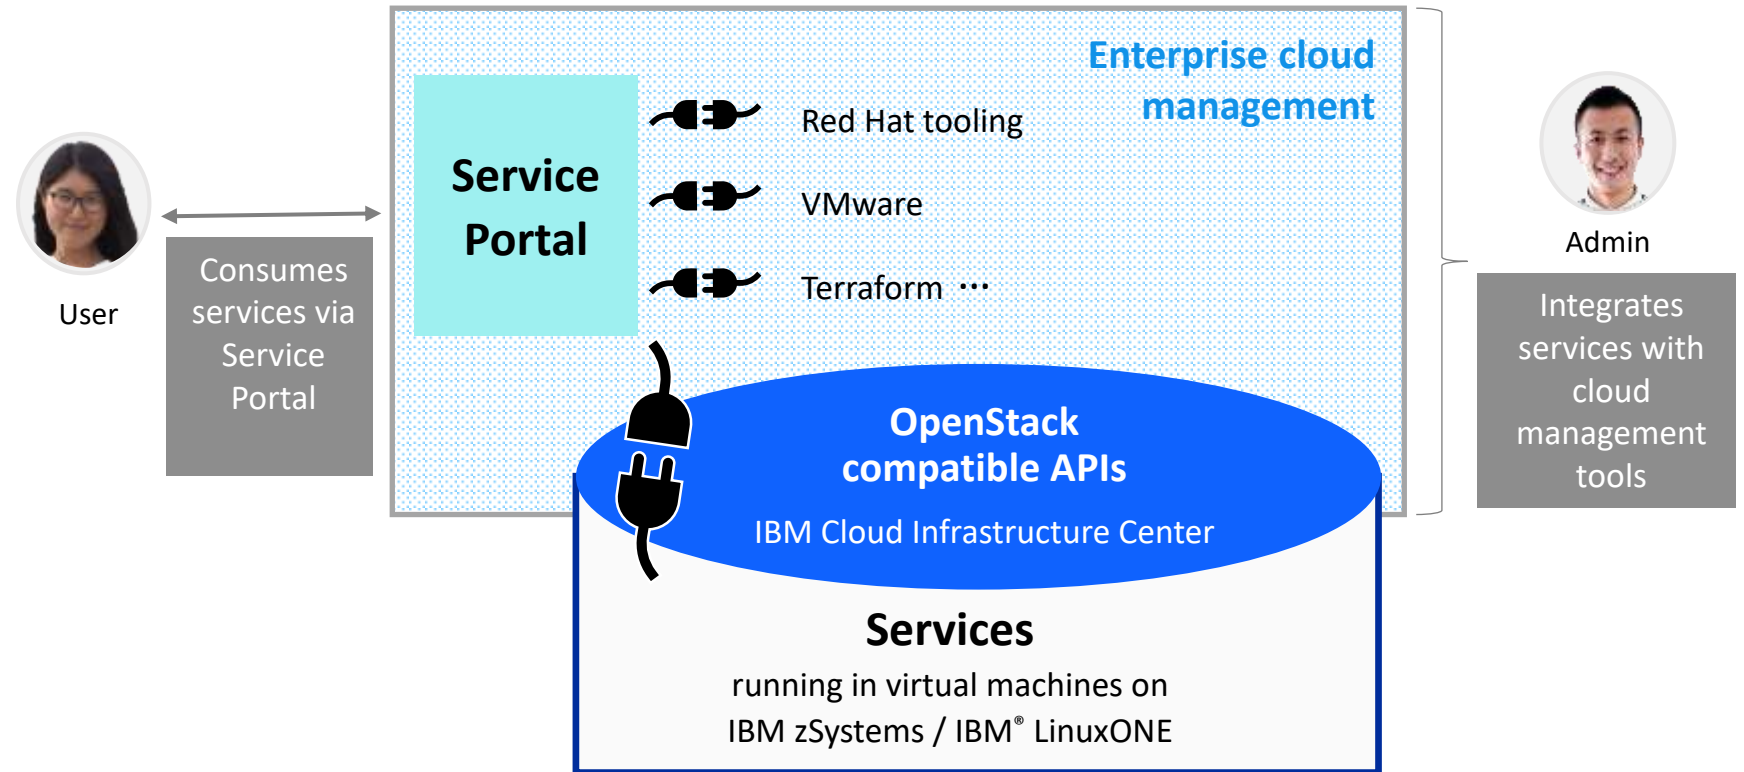 Enterprise cloud
management
Service
Portal
Red Hat tooling
VMware
Terraform ...
User
Consumes
services via
Service
Portal
Admin
Integrates
services with
cloud
management
tools
OpenStack
compatible APIs
IBM Cloud Infrastructure Center
Services
running in virtual machines on
IBM zSystems / IBM® LinuxONE